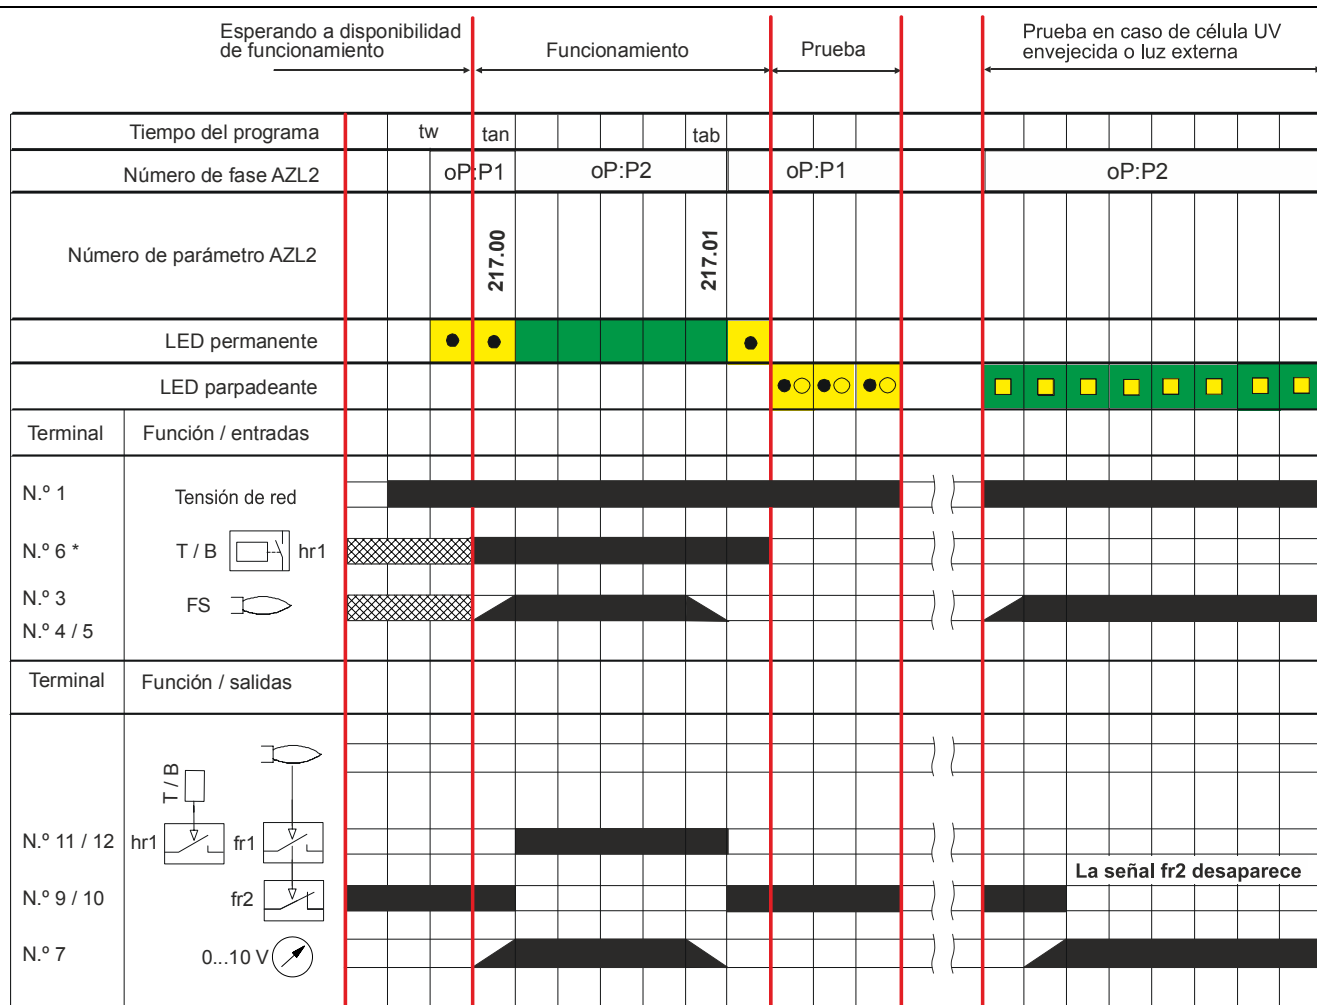 Esperando a disponibilidad
de funcionamiento
Funcionamiento
Prueba
Prueba en caso de célula UV
envejecida o luz externa
Tiempo del programa
tw
tan
tab
Número de fase AZL2
oP:P1
oP:P2
oP:P1
oP:P2
Número de parámetro AZL2
217.00
217.01
LED permanente
LED parpadeante
Terminal
Función / entradas
N.º 1
Tensión de red
N.º 6 *
T / B
hr1
N.º 3
FS
N.º 4 / 5
Terminal
Función / salidas
T / B
N.º 11 / 12
hr1
fr1
La señal fr2 desaparece
N.º 9 / 10
fr2
N.º 7
0...10 V